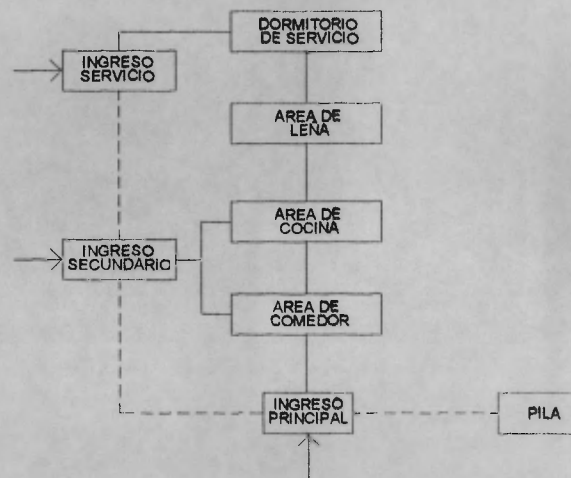 DORMITORIO
DE SERVICIO
INGRESO
SERVICIO
AREA DE
LEÑA
AREA DE
COCINA
INGRESO
SECUNDARIO
AREA DE
COMEDOR
INGRESO
PRINCIPAL
PILA